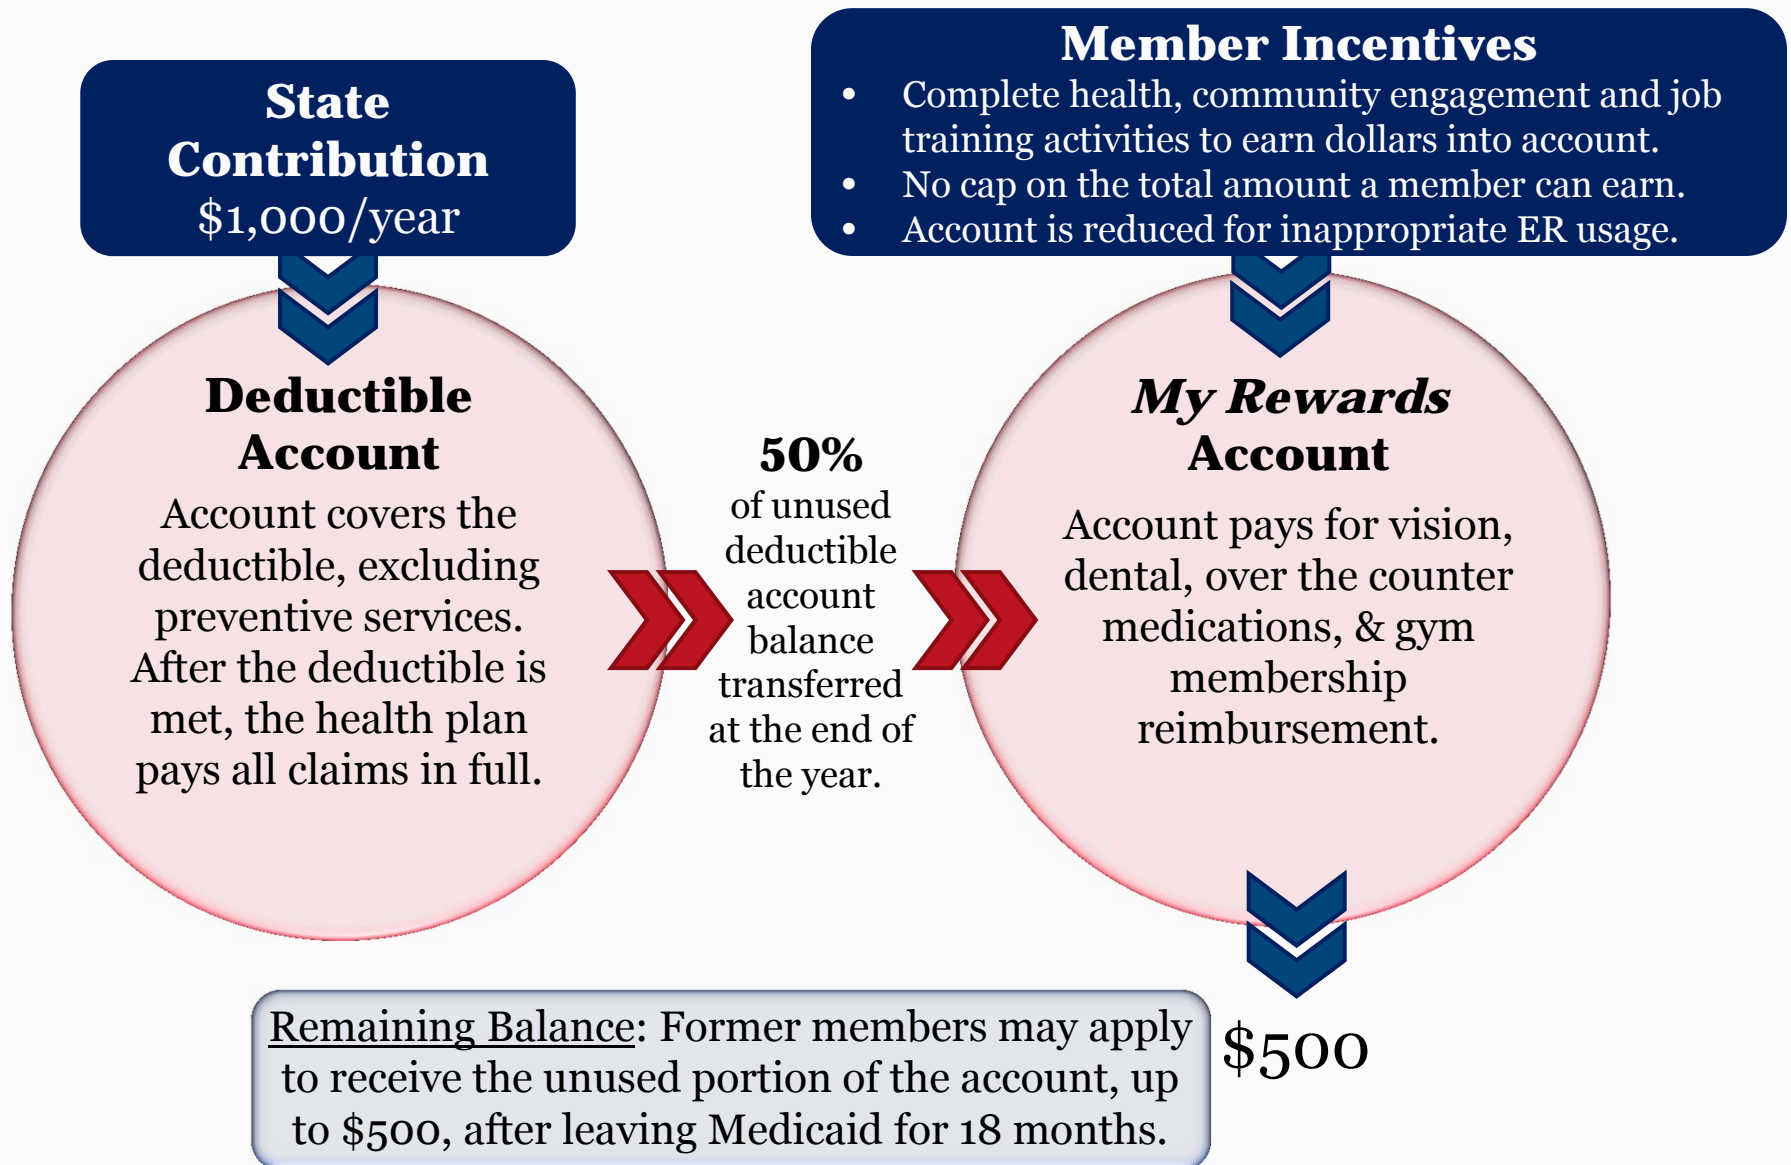 State
Contribution
$1,000/year
Member Incentives
• Complete health, community engagement and job
training activities to earn dollars into account.
• No cap on the total amount a member can earn.
• Account is reduced for inappropriate ER usage.
Deductible
Account
Account covers the
deductible, excluding
preventive services.
After the deductible is
met, the health plan
pays all claims in full.
50%
of unused
deductible
account
balance
transferred
at the end of
the year.
My Rewards
Account
Account pays for vision,
dental, over the counter
medications, & gym
membership
reimbursement.
Remaining Balance: Former members may apply
to receive the unused portion of the account, up
to $500, after leaving Medicaid for 18 months.
$500